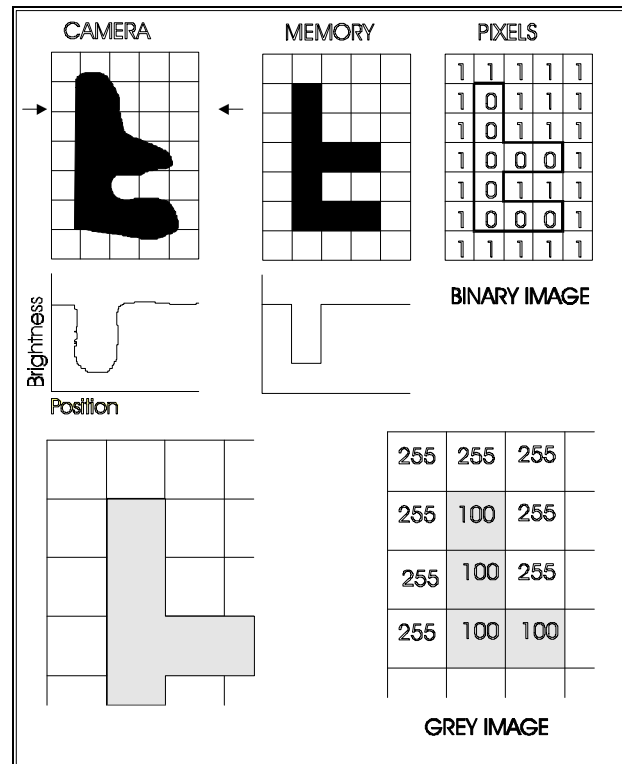 CAMERA MEMORY PIXELS
1 1 1 1 1
1 0 1 1 1
1 0 1 1 1
1 0 0 0 1
1 0 1 1 1
1 0 0 0 1
1 1 1 1 1
BINARY IMAGE
Brightness
Position
255 255 255
255 100 255
255 100 255
255 100 100
GREY IMAGE